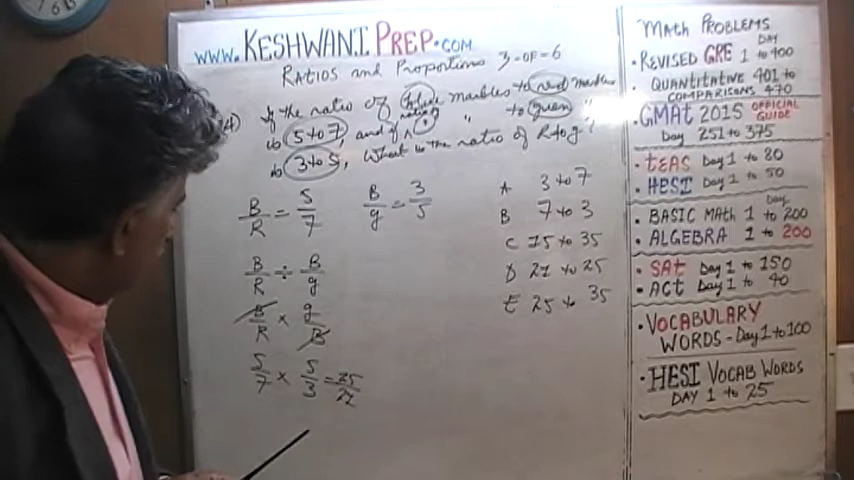 www.KESHWANIPREP.COM
RATIOS and Proportions 3-OF-6
If the ratio of blue marbles to red marbles
ratio of
is 5 to 7, and if " to green "
is 3 to 5, What is the ratio of R to g?
B/R = 5/7 B/g = 3/5
B/R ÷ B/g
B/R × g/B
5/7 × 5/3 = 25/21
A 3 to 7
B 7 to 3
C 15 to 35
D 21 to 25
E 25 to 35
MATH PROBLEMS
DAY
• REVISED GRE 1 to 400
• QUANTITATIVE 401 to
COMPARISONS 470
• GMAT 2015 OFFICIAL
GUIDE
Day 251 to 375
• tEAS Day 1 to 80
• HESI Day 1 to 50
Day
• BASIC MAth 1 to 200
• ALGEBRA 1 to 200
• SAt Day 1 to 150
• ACt Day 1 to 40
• VOCABULARY
WORDS - Day 1 to 100
• HESI VOCAB WORDS
DAY 1 to 25